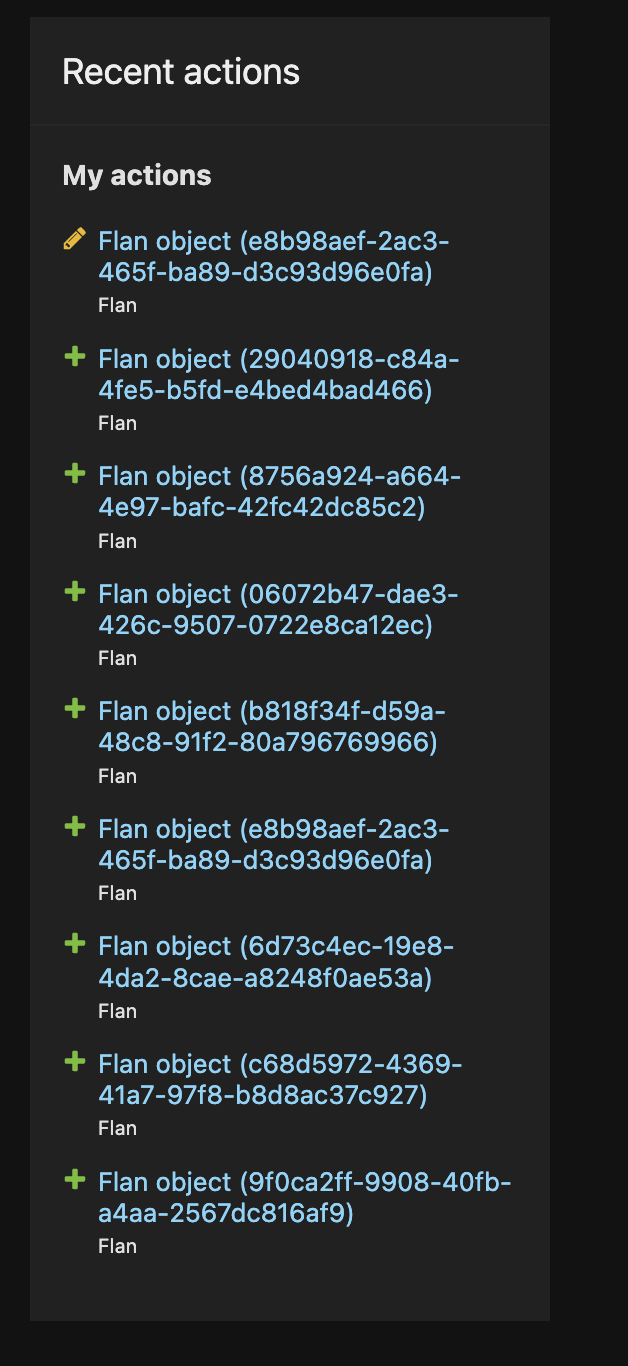 Recent actions
My actions
Flan object (e8b98aef-2ac3-
465f-ba89-d3c93d96e0fa)
Flan
Flan object (29040918-c84a-
4fe5-b5fd-e4bed4bad466)
Flan
Flan object (8756a924-a664-
4e97-bafc-42fc42dc85c2)
Flan
Flan object (06072b47-dae3-
426c-9507-0722e8ca12ec)
Flan
Flan object (b818f34f-d59a-
48c8-91f2-80a796769966)
Flan
Flan object (e8b98aef-2ac3-
465f-ba89-d3c93d96e0fa)
Flan
Flan object (6d73c4ec-19e8-
4da2-8cae-a8248f0ae53a)
Flan
Flan object (c68d5972-4369-
41a7-97f8-b8d8ac37c927)
Flan
Flan object (9f0ca2ff-9908-40fb-
a4aa-2567dc816af9)
Flan